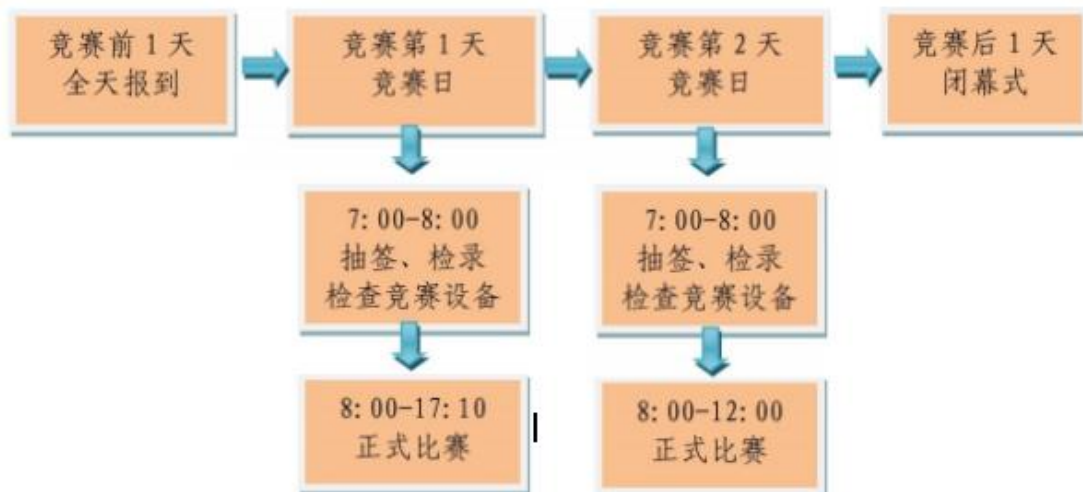 竞赛前 1 天
全天报到
竞赛第 1 天
竞赛日
竞赛第 2 天
竞赛日
竞赛后 1 天
闭幕式
7: 00-8: 00
抽签、检录
检查竞赛设备
7: 00-8: 00
抽签、检录
检查竞赛设备
8: 00-17: 10
正式比赛
8: 00-12: 00
正式比赛